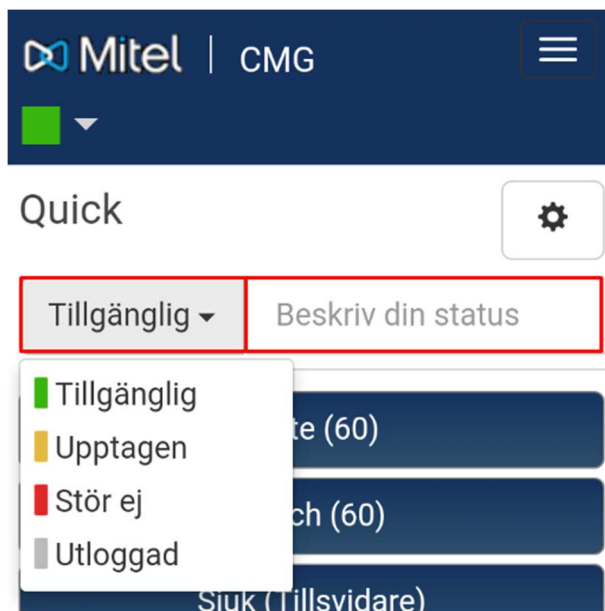 Mitel | CMG
Quick
Tillgänglig Beskriv din status
Tillgänglig
Upptagen
te (60)
Stör ej
ch (60)
Utloggad
Sjuk (Tillsvidare)